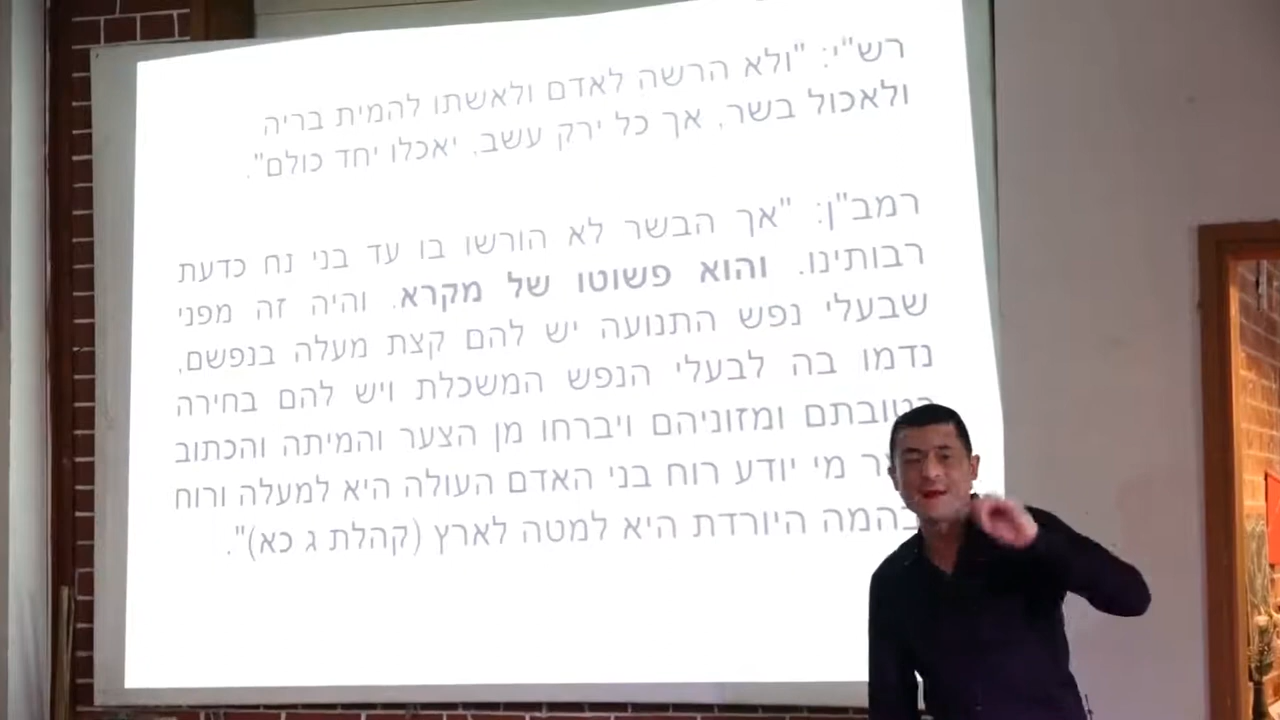 רש"י: "ולא הרשה לאדם ולאשתו להמית בריה
ולאכול בשר, אך כל ירק עשב, יאכלו יחד כולם".
רמב"ן: "אך הבשר לא הורשו בו עד בני נח כדעת
רבותינו. והוא פשוטו של מקרא. והיה זה מפני
שבעלי נפש התנועה יש להם קצת מעלה בנפשם,
נדמו בה לבעלי הנפש המשכלת ויש להם בחירה
ומזוניהם ויברחו מן הצער והמיתה והכתוב
מי יודע רוח בני האדם העולה היא למעלה ורוח
היורדת היא למטה לארץ (קהלת ג כא)".